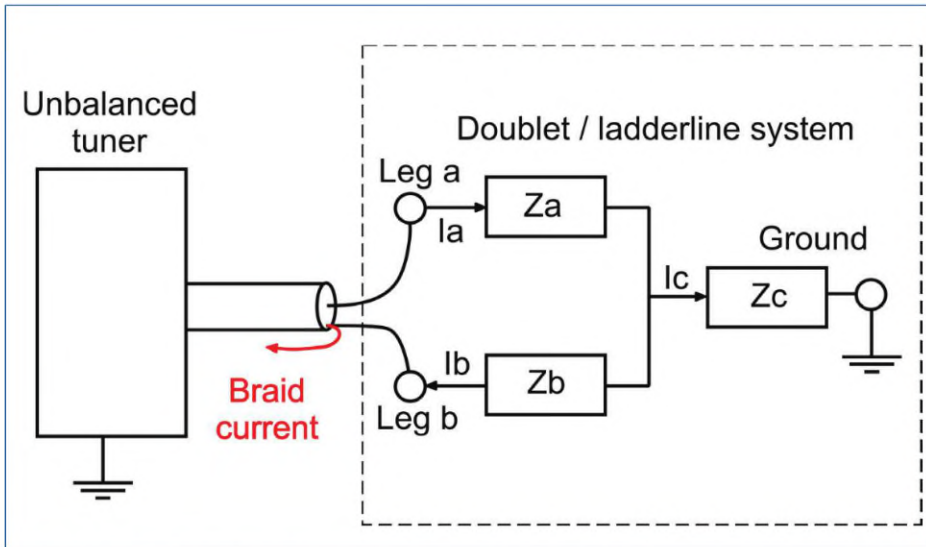 Unbalanced
tuner
Doublet / ladderline system
Leg a
Ia
Za
Ground
Ic
Zc
Ib
Zb
Leg b
Braid
current